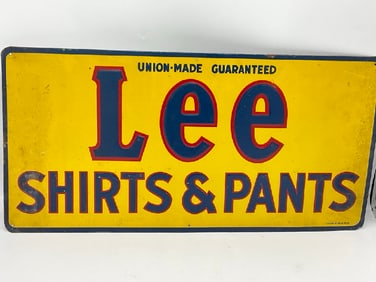 UNION-MADE GUARANTEED
Lee
SHIRTS & PANTS